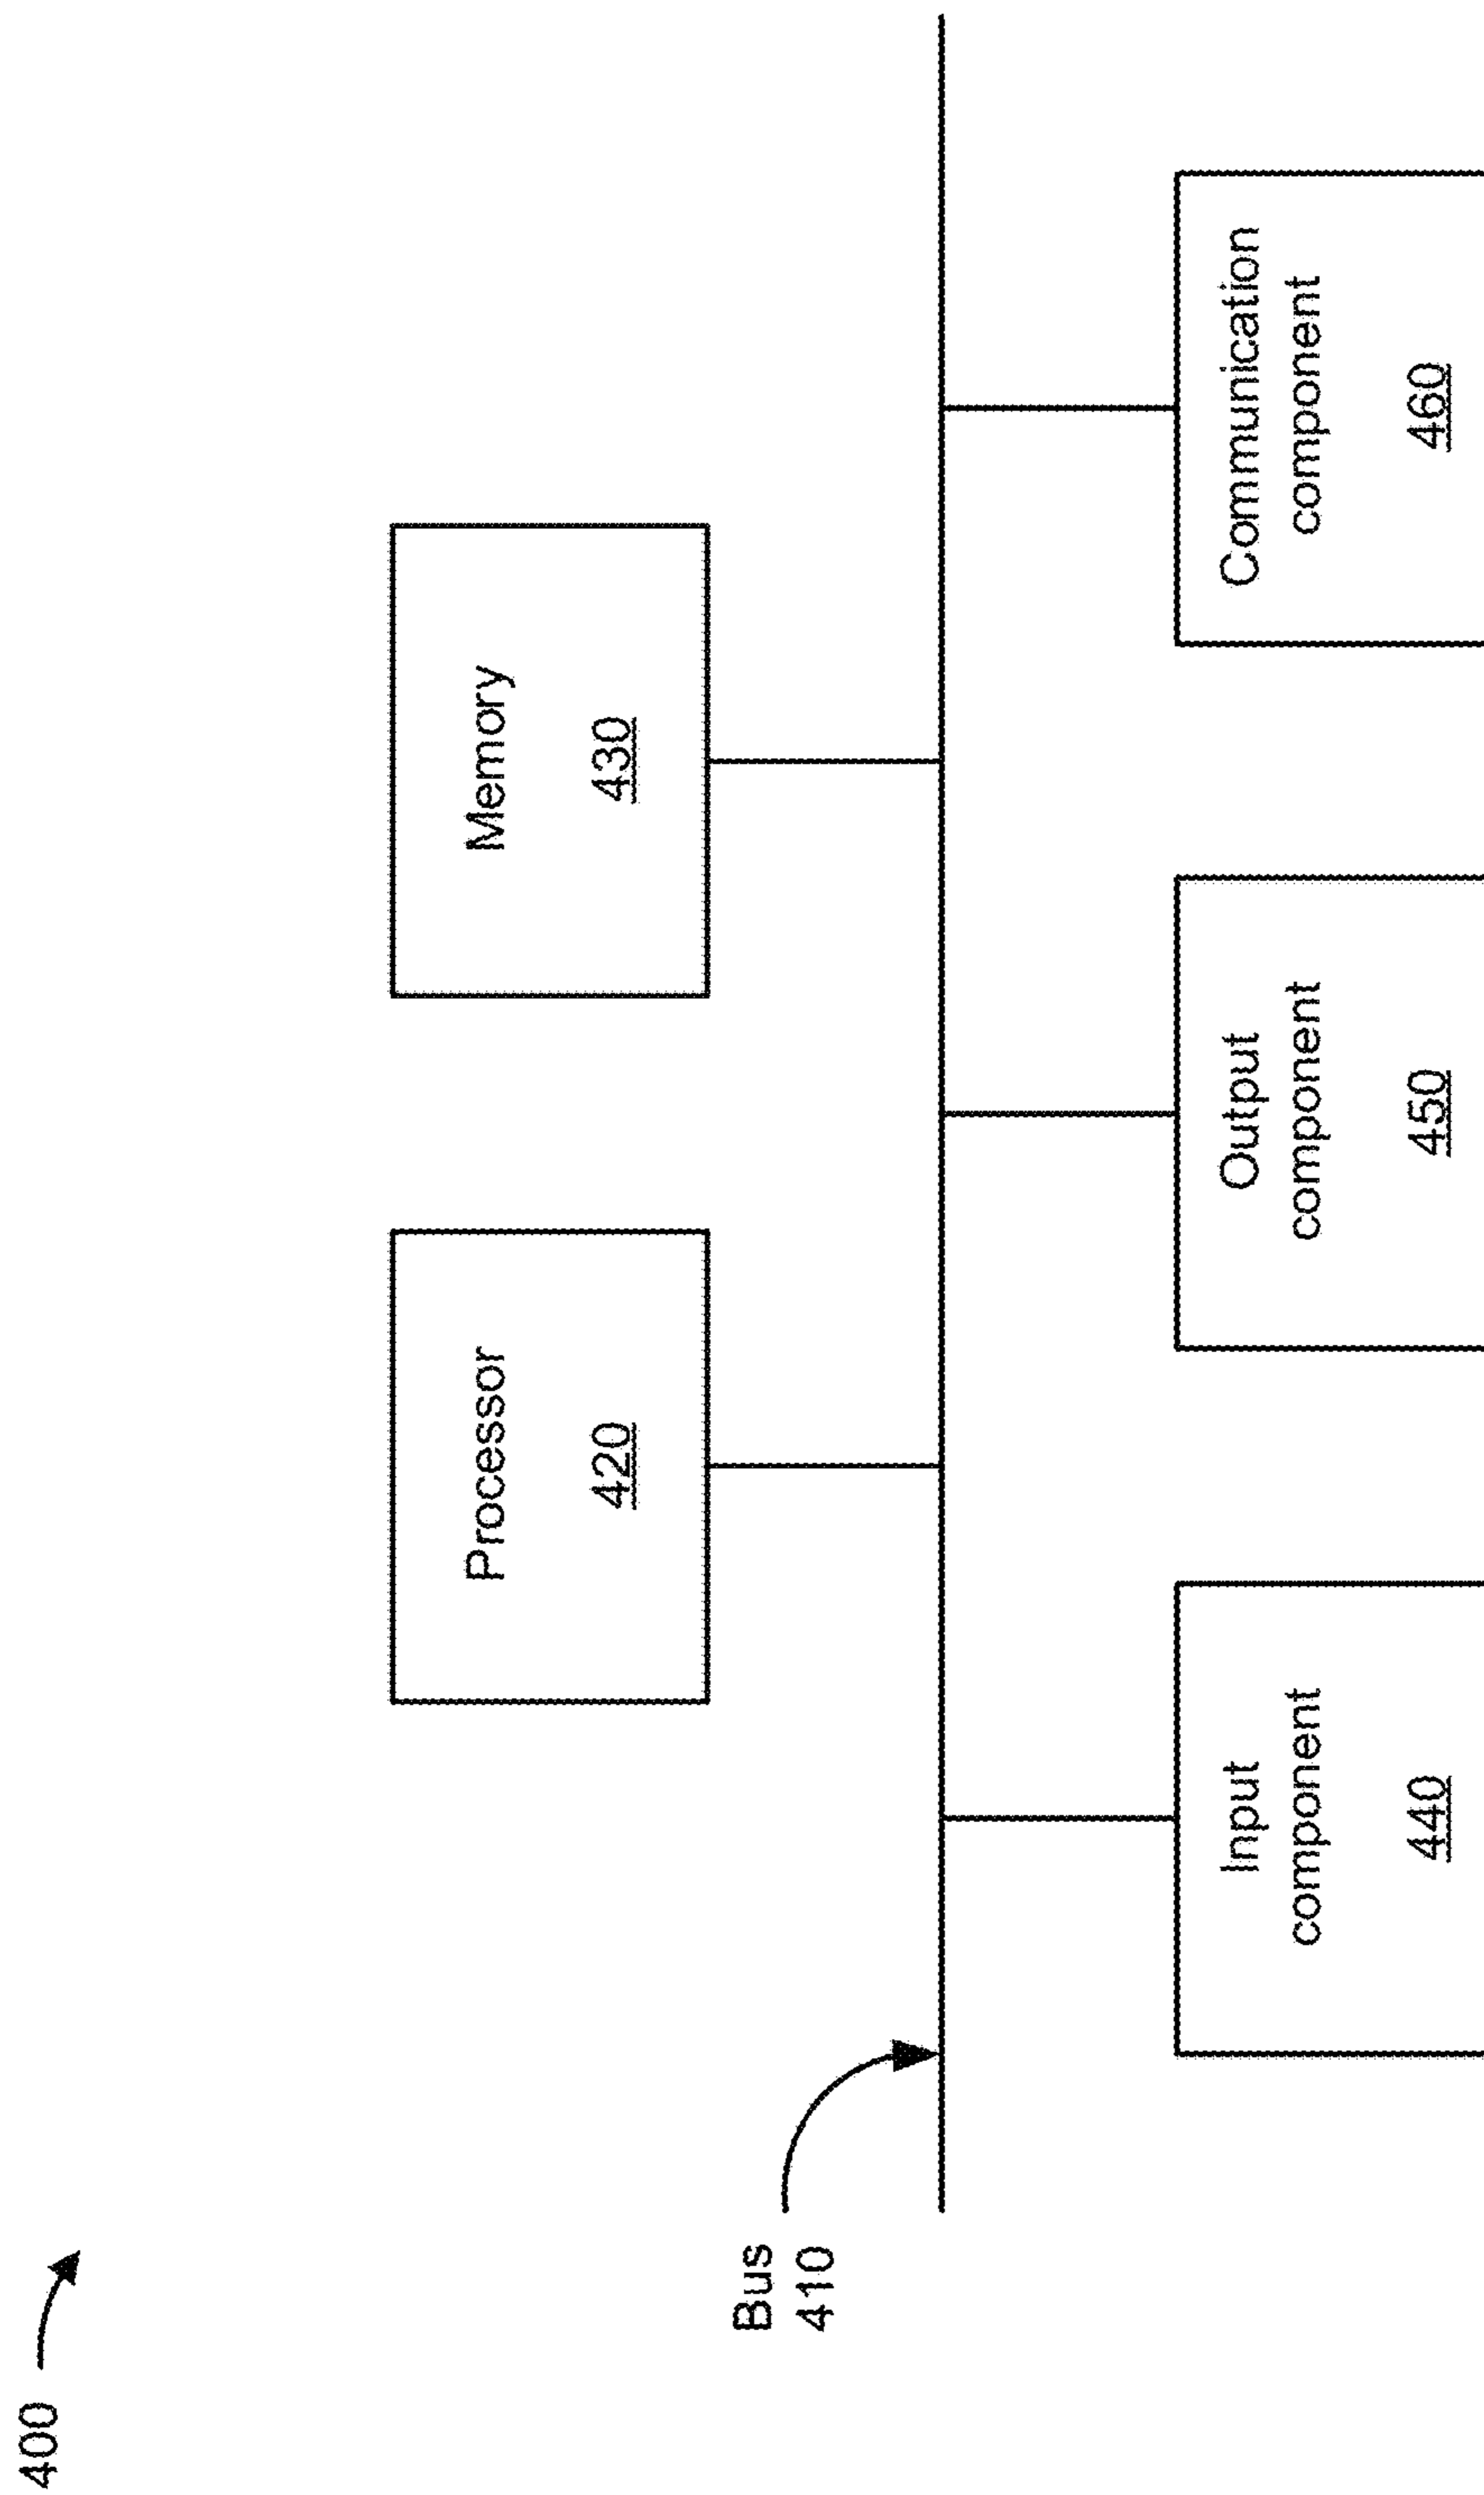 400
Processor
420
Memory
430
Bus
410
Input
component
440
Output
component
450
Communication
component
460